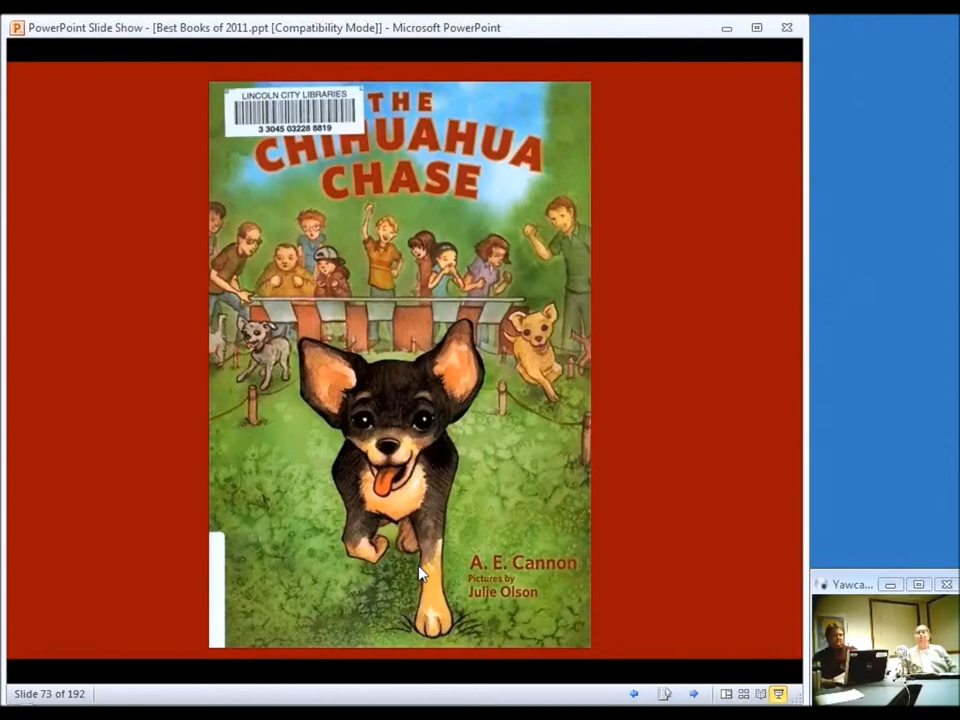 PowerPoint Slide Show - [Best Books of 2011.ppt [Compatibility Mode]] - Microsoft PowerPoint
LINCOLN CITY LIBRARIES
3 3045 03228 8819
THE
CHIHUAHUA
CHASE
A. E. Cannon
Pictures by
Julie Olson
Yawca...
Slide 73 of 192